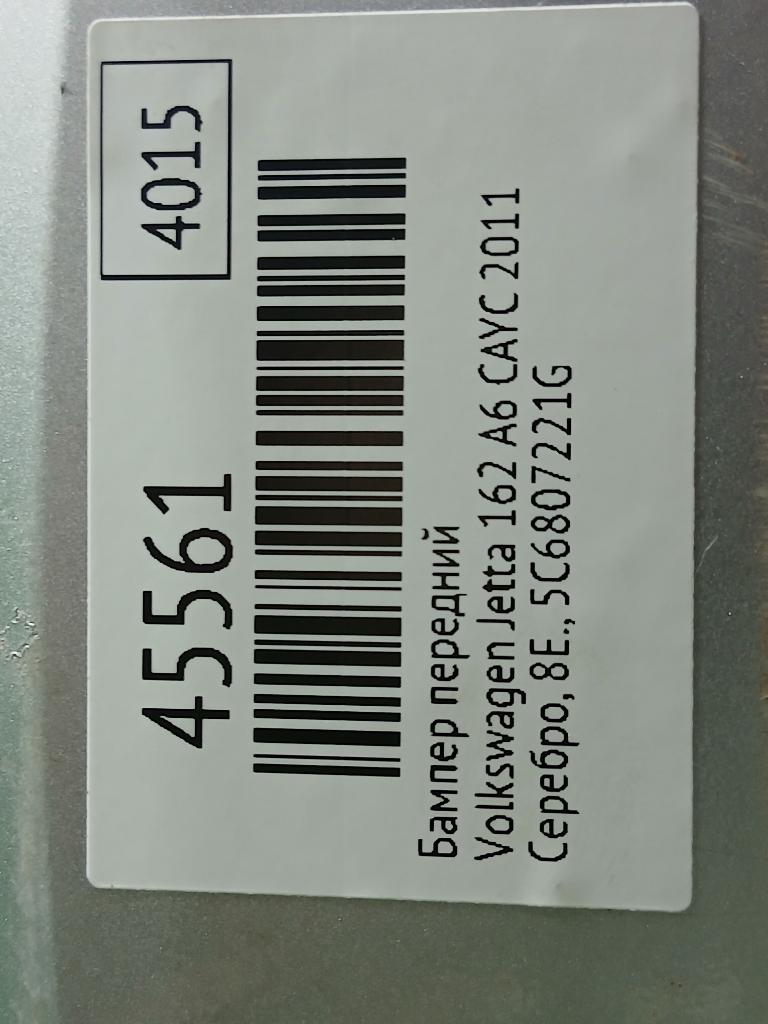 45561
4015
Бампер передний
Volkswagen Jetta 162 A6 CAYC 2011
Серебро, 8E., 5C6807221G